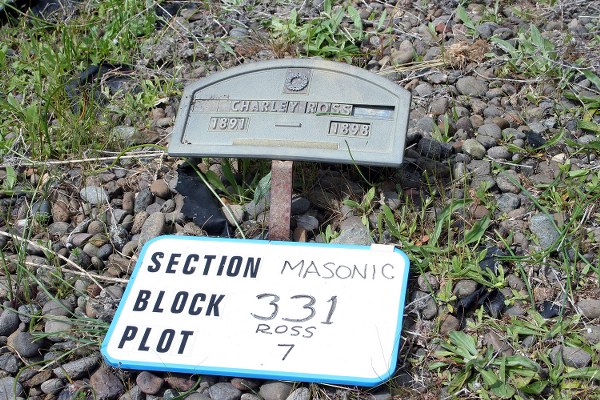 CHARLEY ROSS
1891 — 1898
SECTION MASONIC
BLOCK 331
ROSS
PLOT 7